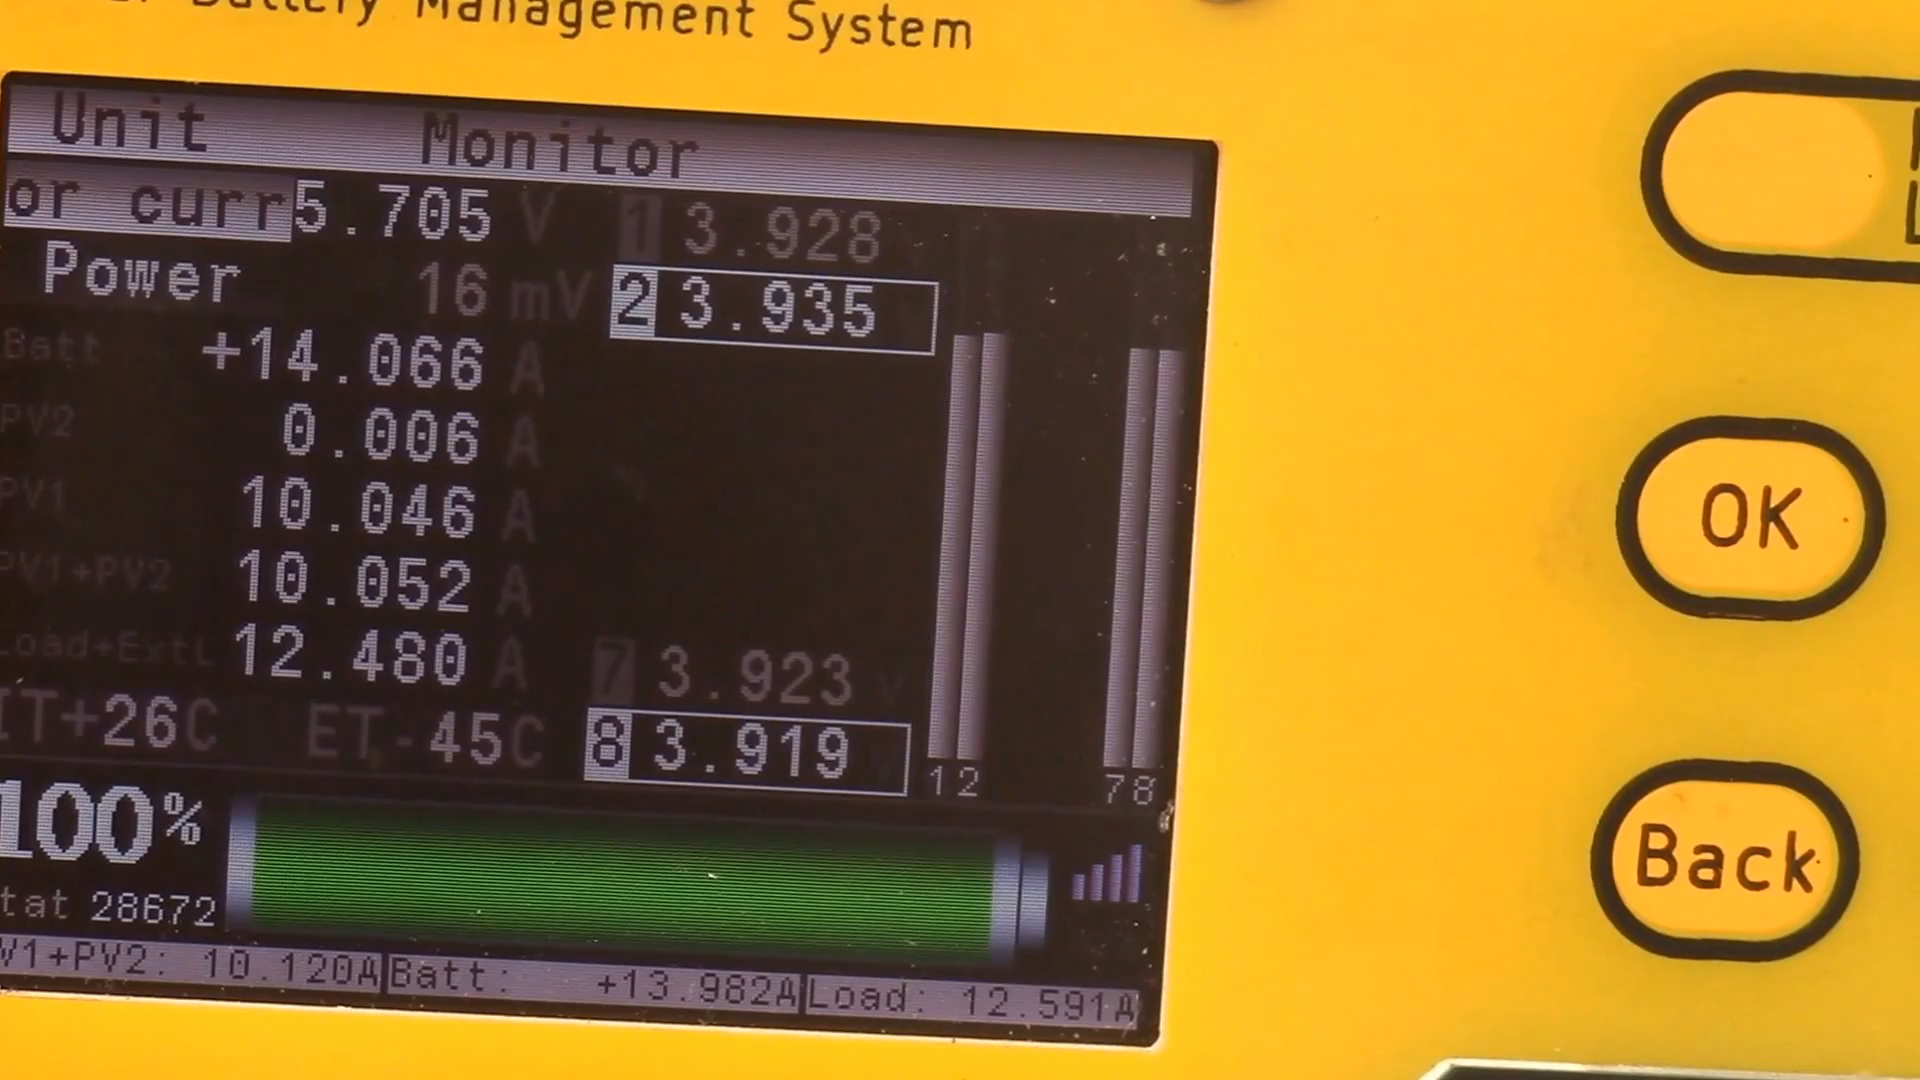 Battery Management System
Unit Monitor
or curr 5.705 V 1 3.928 V
Power 16 mV 2 3.935 V
Batt +14.066 A
PV2 0.006 A
PV1 10.046 A
PV1+PV2 10.052 A
Load+ExtL 12.480 A 7 3.923 V
IT+26C ET-45C 8 3.919 V
12 78
100%
tat 28672
V1+PV2: 10.120A Batt: +13.982A Load: 12.591A
OK
Back